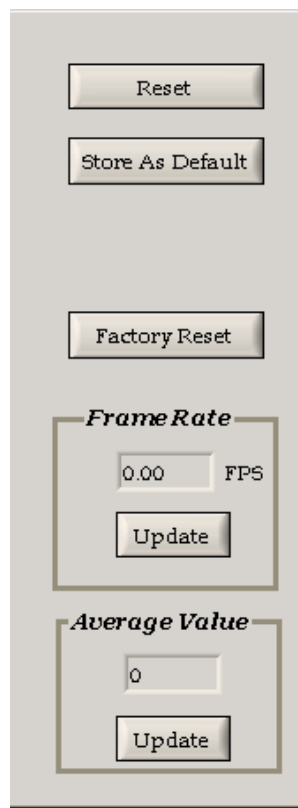 Reset
Store As Default
Factory Reset
Frame Rate
0.00 FPS
Update
Average Value
0
Update